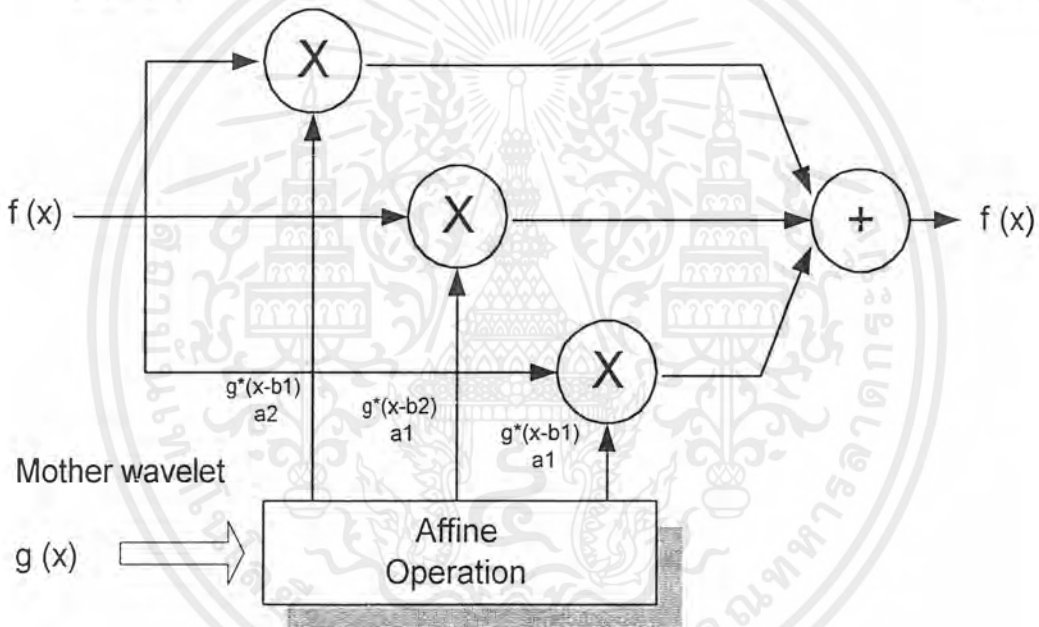 X
f (x)
X
+
f (x)
X
g*(x-b1)
a2
g*(x-b2)
a1
g*(x-b1)
a1
Mother wavelet
g (x)
Affine
Operation